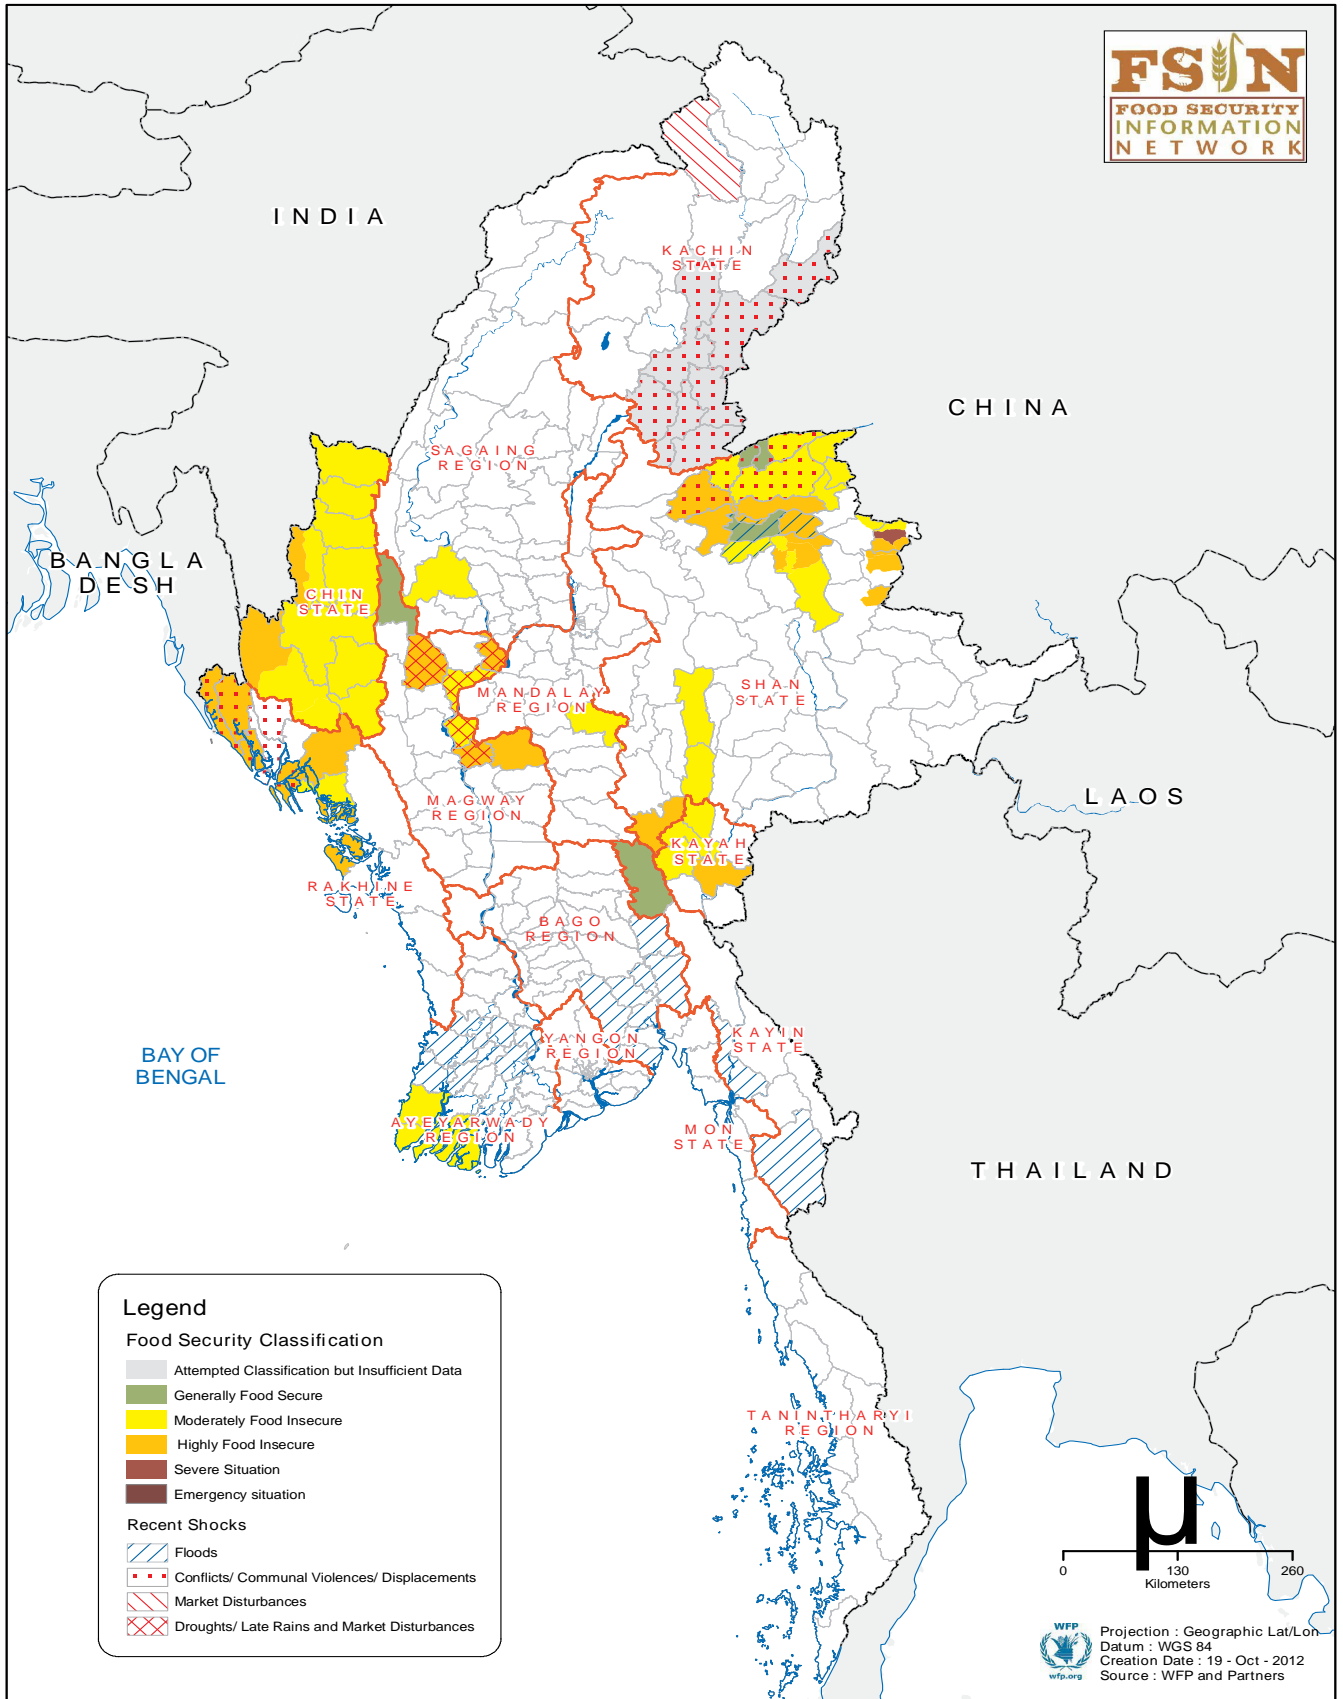 FSIN
FOOD SECURITY
INFORMATION
NETWORK
INDIA
KACHIN
STATE
CHINA
SAGAING
REGION
BANGLA
DESH
CHIN
STATE
SHAN
STATE
MANDALAY
REGION
LAOS
MAGWAY
REGION
KAYAH
STATE
RAKHINE
STATE
BAGO
REGION
BAY OF
BENGAL
YANGON
REGION
KAYIN
STATE
AYEYARWADY
REGION
MON
STATE
THAILAND
TANINTHARYI
REGION
Legend
Food Security Classification
Attempted Classification but Insufficient Data
Generally Food Secure
Moderately Food Insecure
Highly Food Insecure
Severe Situation
Emergency situation
Recent Shocks
Floods
Conflicts/ Communal Violences/ Displacements
Market Disturbances
Droughts/ Late Rains and Market Disturbances
µ
0 130 260
Kilometers
WFP
wfp.org
Projection : Geographic Lat/Lon
Datum : WGS 84
Creation Date : 19 - Oct - 2012
Source : WFP and Partners